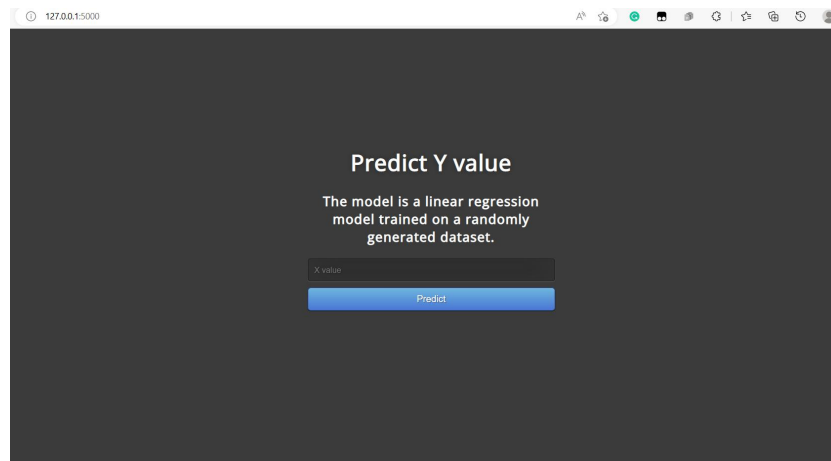 127.0.0.1:5000
Predict Y value
The model is a linear regression
model trained on a randomly
generated dataset.
X value
Predict